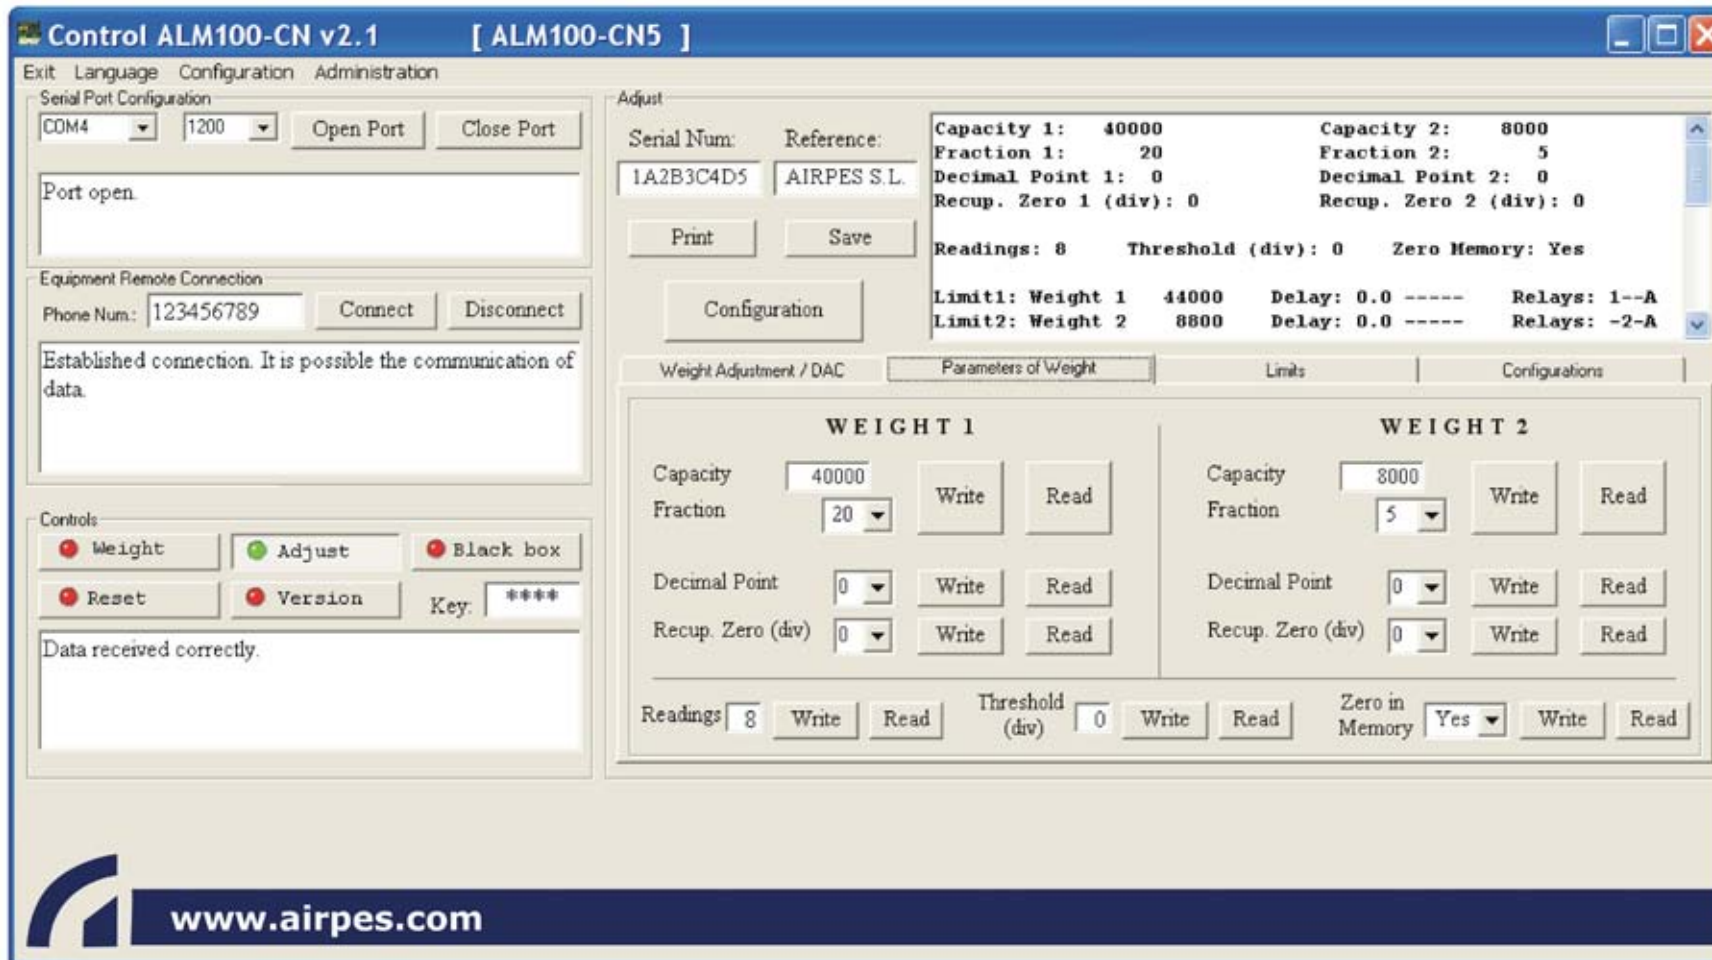 Control ALM100-CN v2.1 [ ALM100-CN5 ]
Exit Language Configuration Administration
Serial Port Configuration
COM4 1200 Open Port Close Port
Port open.
Equipment Remote Connection
Phone Num.: 123456789 Connect Disconnect
Established connection. It is possible the communication of
data.
Controls
Weight Adjust Black box
Reset Version Key: ****
Data received correctly.
Adjust
Serial Num: Reference:
1A2B3C4D5 AIRPES S.L.
Print Save
Configuration
Capacity 1: 40000 Capacity 2: 8000
Fraction 1: 20 Fraction 2: 5
Decimal Point 1: 0 Decimal Point 2: 0
Recup. Zero 1 (div): 0 Recup. Zero 2 (div): 0
Readings: 8 Threshold (div): 0 Zero Memory: Yes
Limit1: Weight 1 44000 Delay: 0.0 ----- Relays: 1--A
Limit2: Weight 2 8800 Delay: 0.0 ----- Relays: -2-A
Weight Adjustment / DAC Parameters of Weight Limits Configurations
WEIGHT 1 WEIGHT 2
Capacity 40000 Write Read Capacity 8000 Write Read
Fraction 20 Fraction 5
Decimal Point 0 Write Read Decimal Point 0 Write Read
Recup. Zero (div) 0 Write Read Recup. Zero (div) 0 Write Read
Readings 8 Write Read Threshold (div) 0 Write Read Zero in Memory Yes Write Read
www.airpes.com